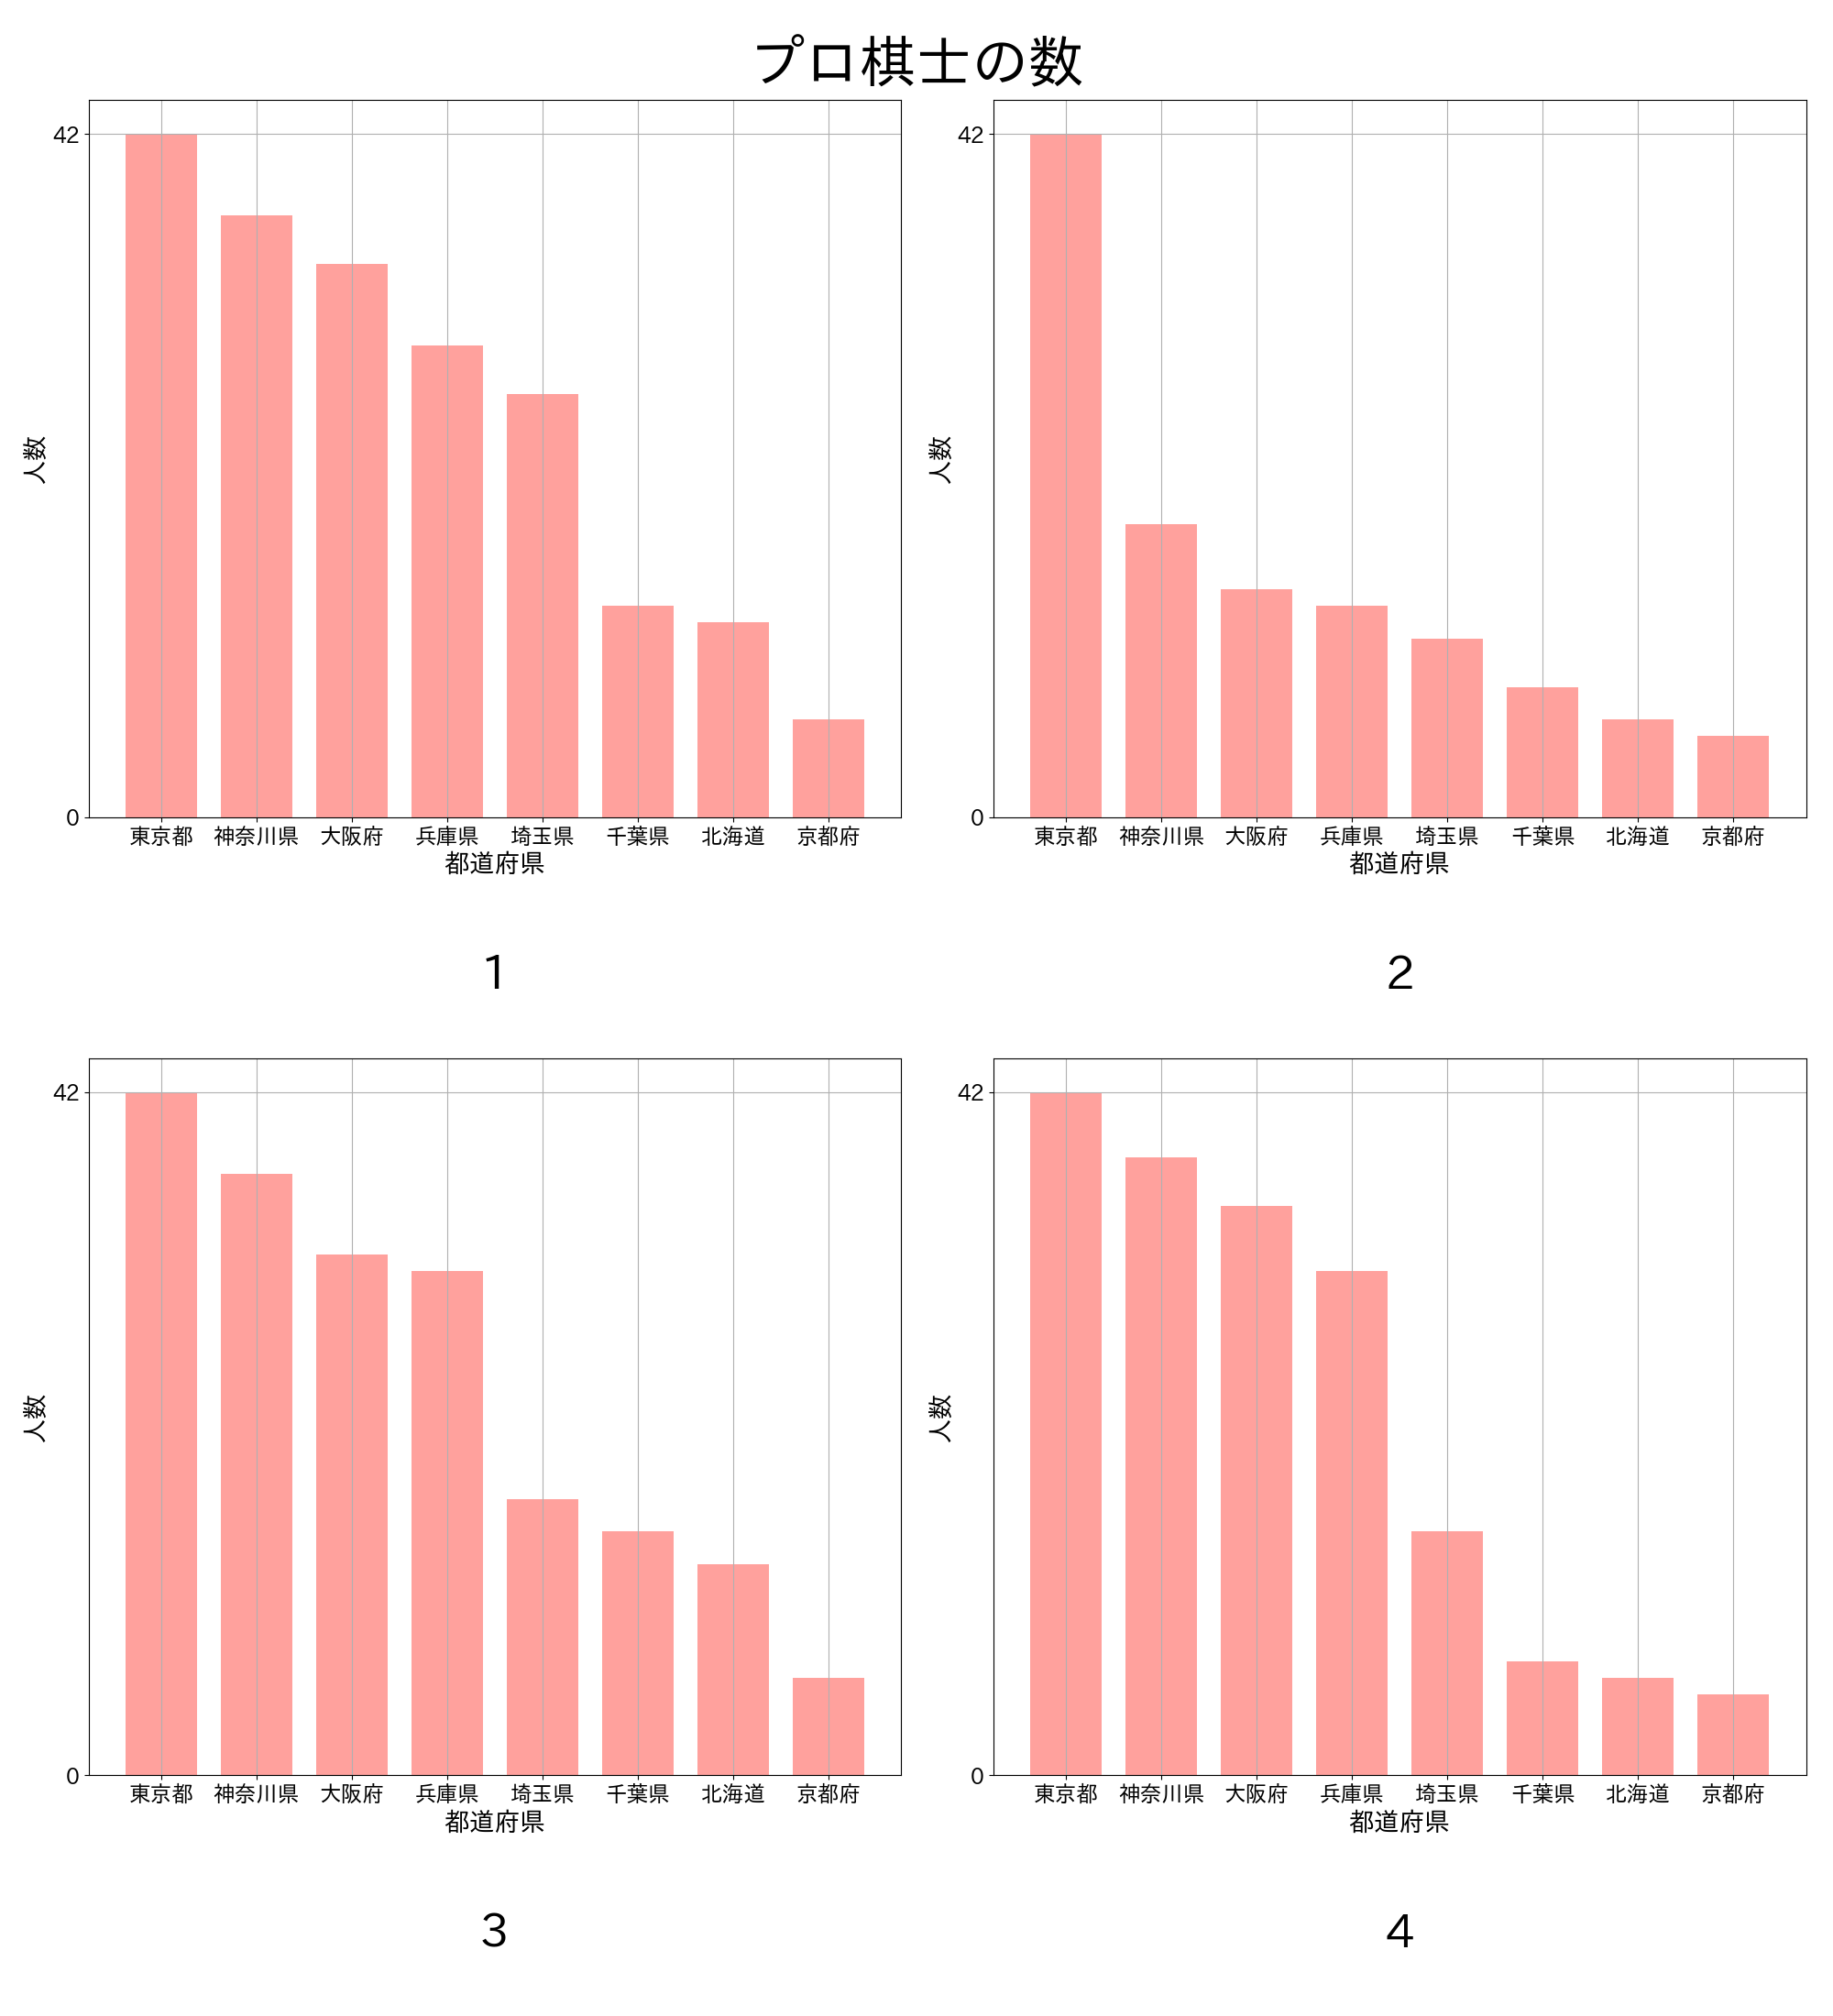 プロ棋士の数
42
0
人数
東京都 神奈川県 大阪府 兵庫県 埼玉県 千葉県 北海道 京都府
都道府県
1
42
0
人数
東京都 神奈川県 大阪府 兵庫県 埼玉県 千葉県 北海道 京都府
都道府県
2
42
0
人数
東京都 神奈川県 大阪府 兵庫県 埼玉県 千葉県 北海道 京都府
都道府県
3
42
0
人数
東京都 神奈川県 大阪府 兵庫県 埼玉県 千葉県 北海道 京都府
都道府県
4